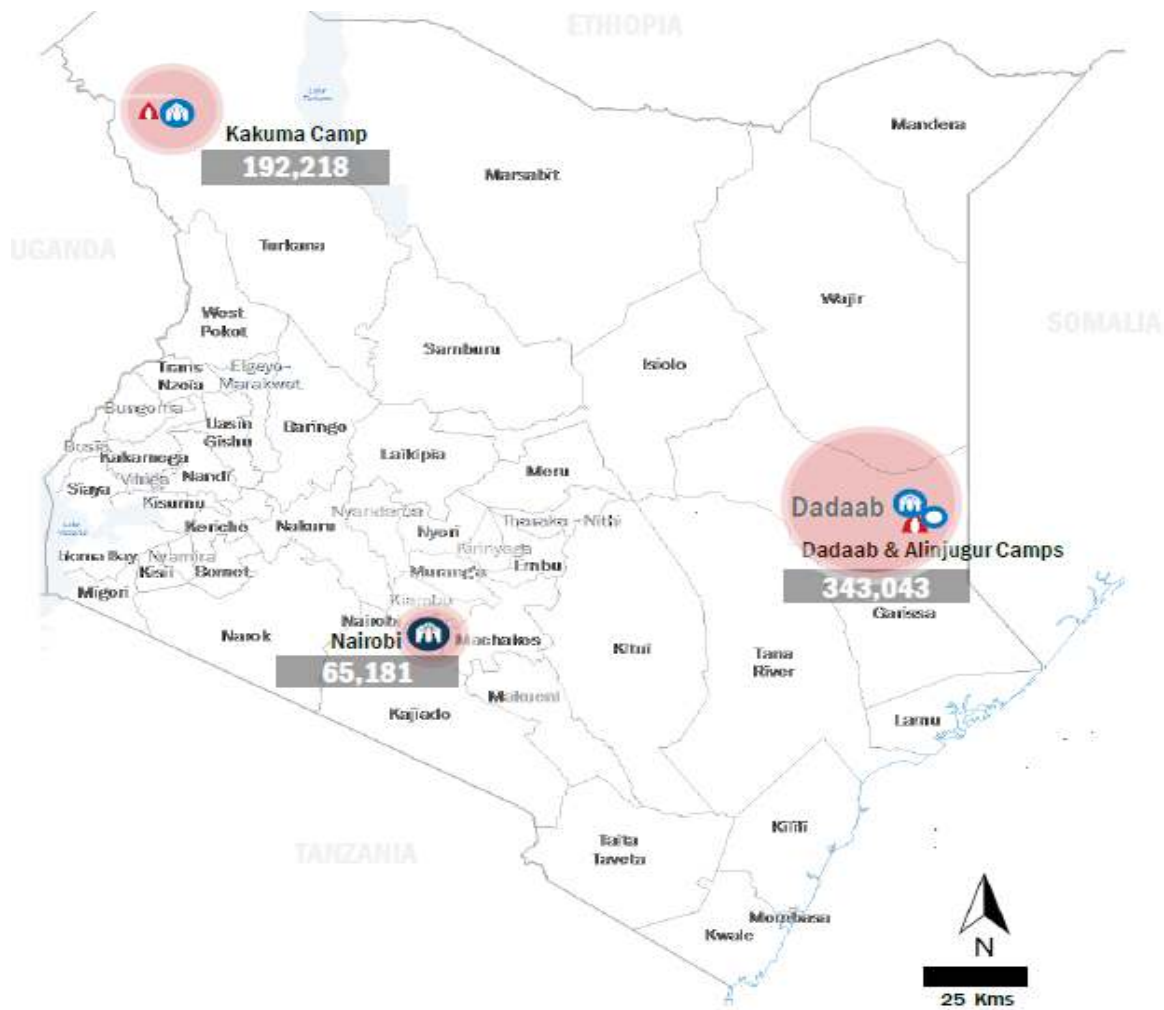 ETHIOPIA
Lake
Turkana
Mandera
Kakuma Camp
192,218
Marsabit
UGANDA
Turkana
Wajir
West
Pokot
SOMALIA
Samburu
Isiolo
Trans
Nzoia
Elgeyo-
Marakwet
Bungoma
Uasin
Gishu
Baringo
Busia
Kakamega
Laikipia
Meru
Vihiga
Nandi
Siaya
Kisumu
Dadaab
Nyandarua
Tharaka -Nithi
Kericho
Nakuru
Nyeri
Lake
Kirinyaga
Dadaab & Alinjugur Camps
Homa Bay
Nyamira
Kisii
Bomet
Muranga
Embu
343,043
Migori
Kiambu
Garissa
Nairobi
Narok
Nairobi
Machakos
Kitui
Tana
River
65,181
Makueni
Kajiado
Lamu
Kilifi
TANZANIA
Taita
Taveta
Mombasa
Kwale
N
25 Kms